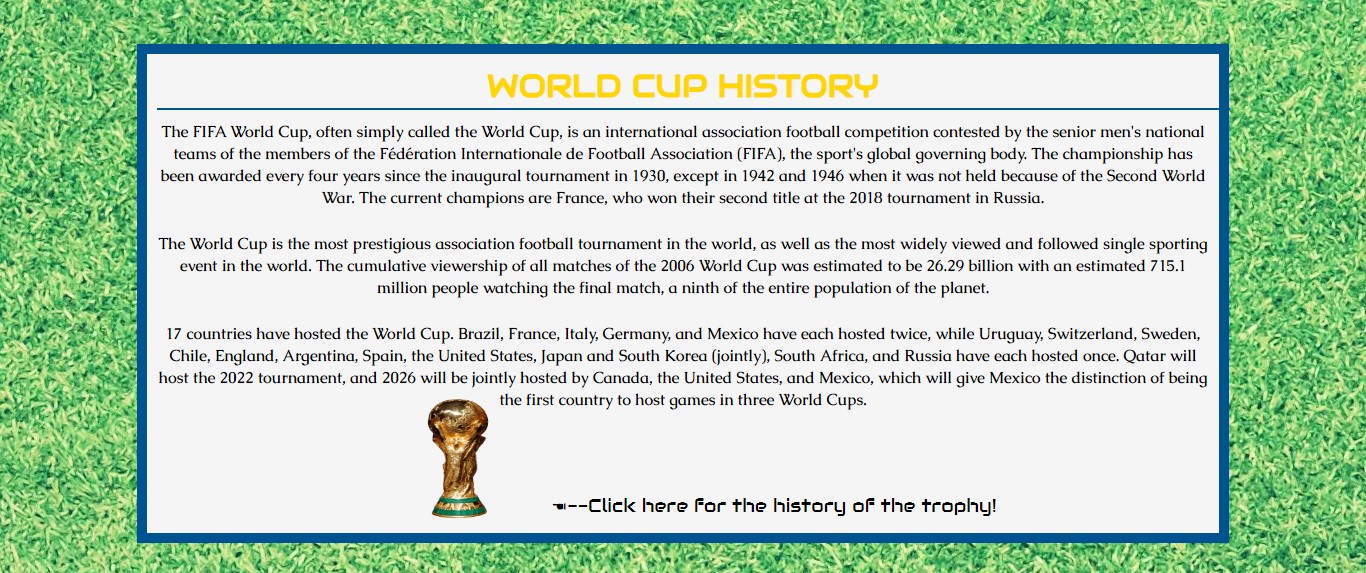 WORLD CUP HISTORY
The FIFA World Cup, often simply called the World Cup, is an international association football competition contested by the senior men's national
teams of the members of the Fédération Internationale de Football Association (FIFA), the sport's global governing body. The championship has
been awarded every four years since the inaugural tournament in 1930, except in 1942 and 1946 when it was not held because of the Second World
War. The current champions are France, who won their second title at the 2018 tournament in Russia.
The World Cup is the most prestigious association football tournament in the world, as well as the most widely viewed and followed single sporting
event in the world. The cumulative viewership of all matches of the 2006 World Cup was estimated to be 26.29 billion with an estimated 715.1
million people watching the final match, a ninth of the entire population of the planet.
17 countries have hosted the World Cup. Brazil, France, Italy, Germany, and Mexico have each hosted twice, while Uruguay, Switzerland, Sweden,
Chile, England, Argentina, Spain, the United States, Japan and South Korea (jointly), South Africa, and Russia have each hosted once. Qatar will
host the 2022 tournament, and 2026 will be jointly hosted by Canada, the United States, and Mexico, which will give Mexico the distinction of being
the first country to host games in three World Cups.
☚--Click here for the history of the trophy!